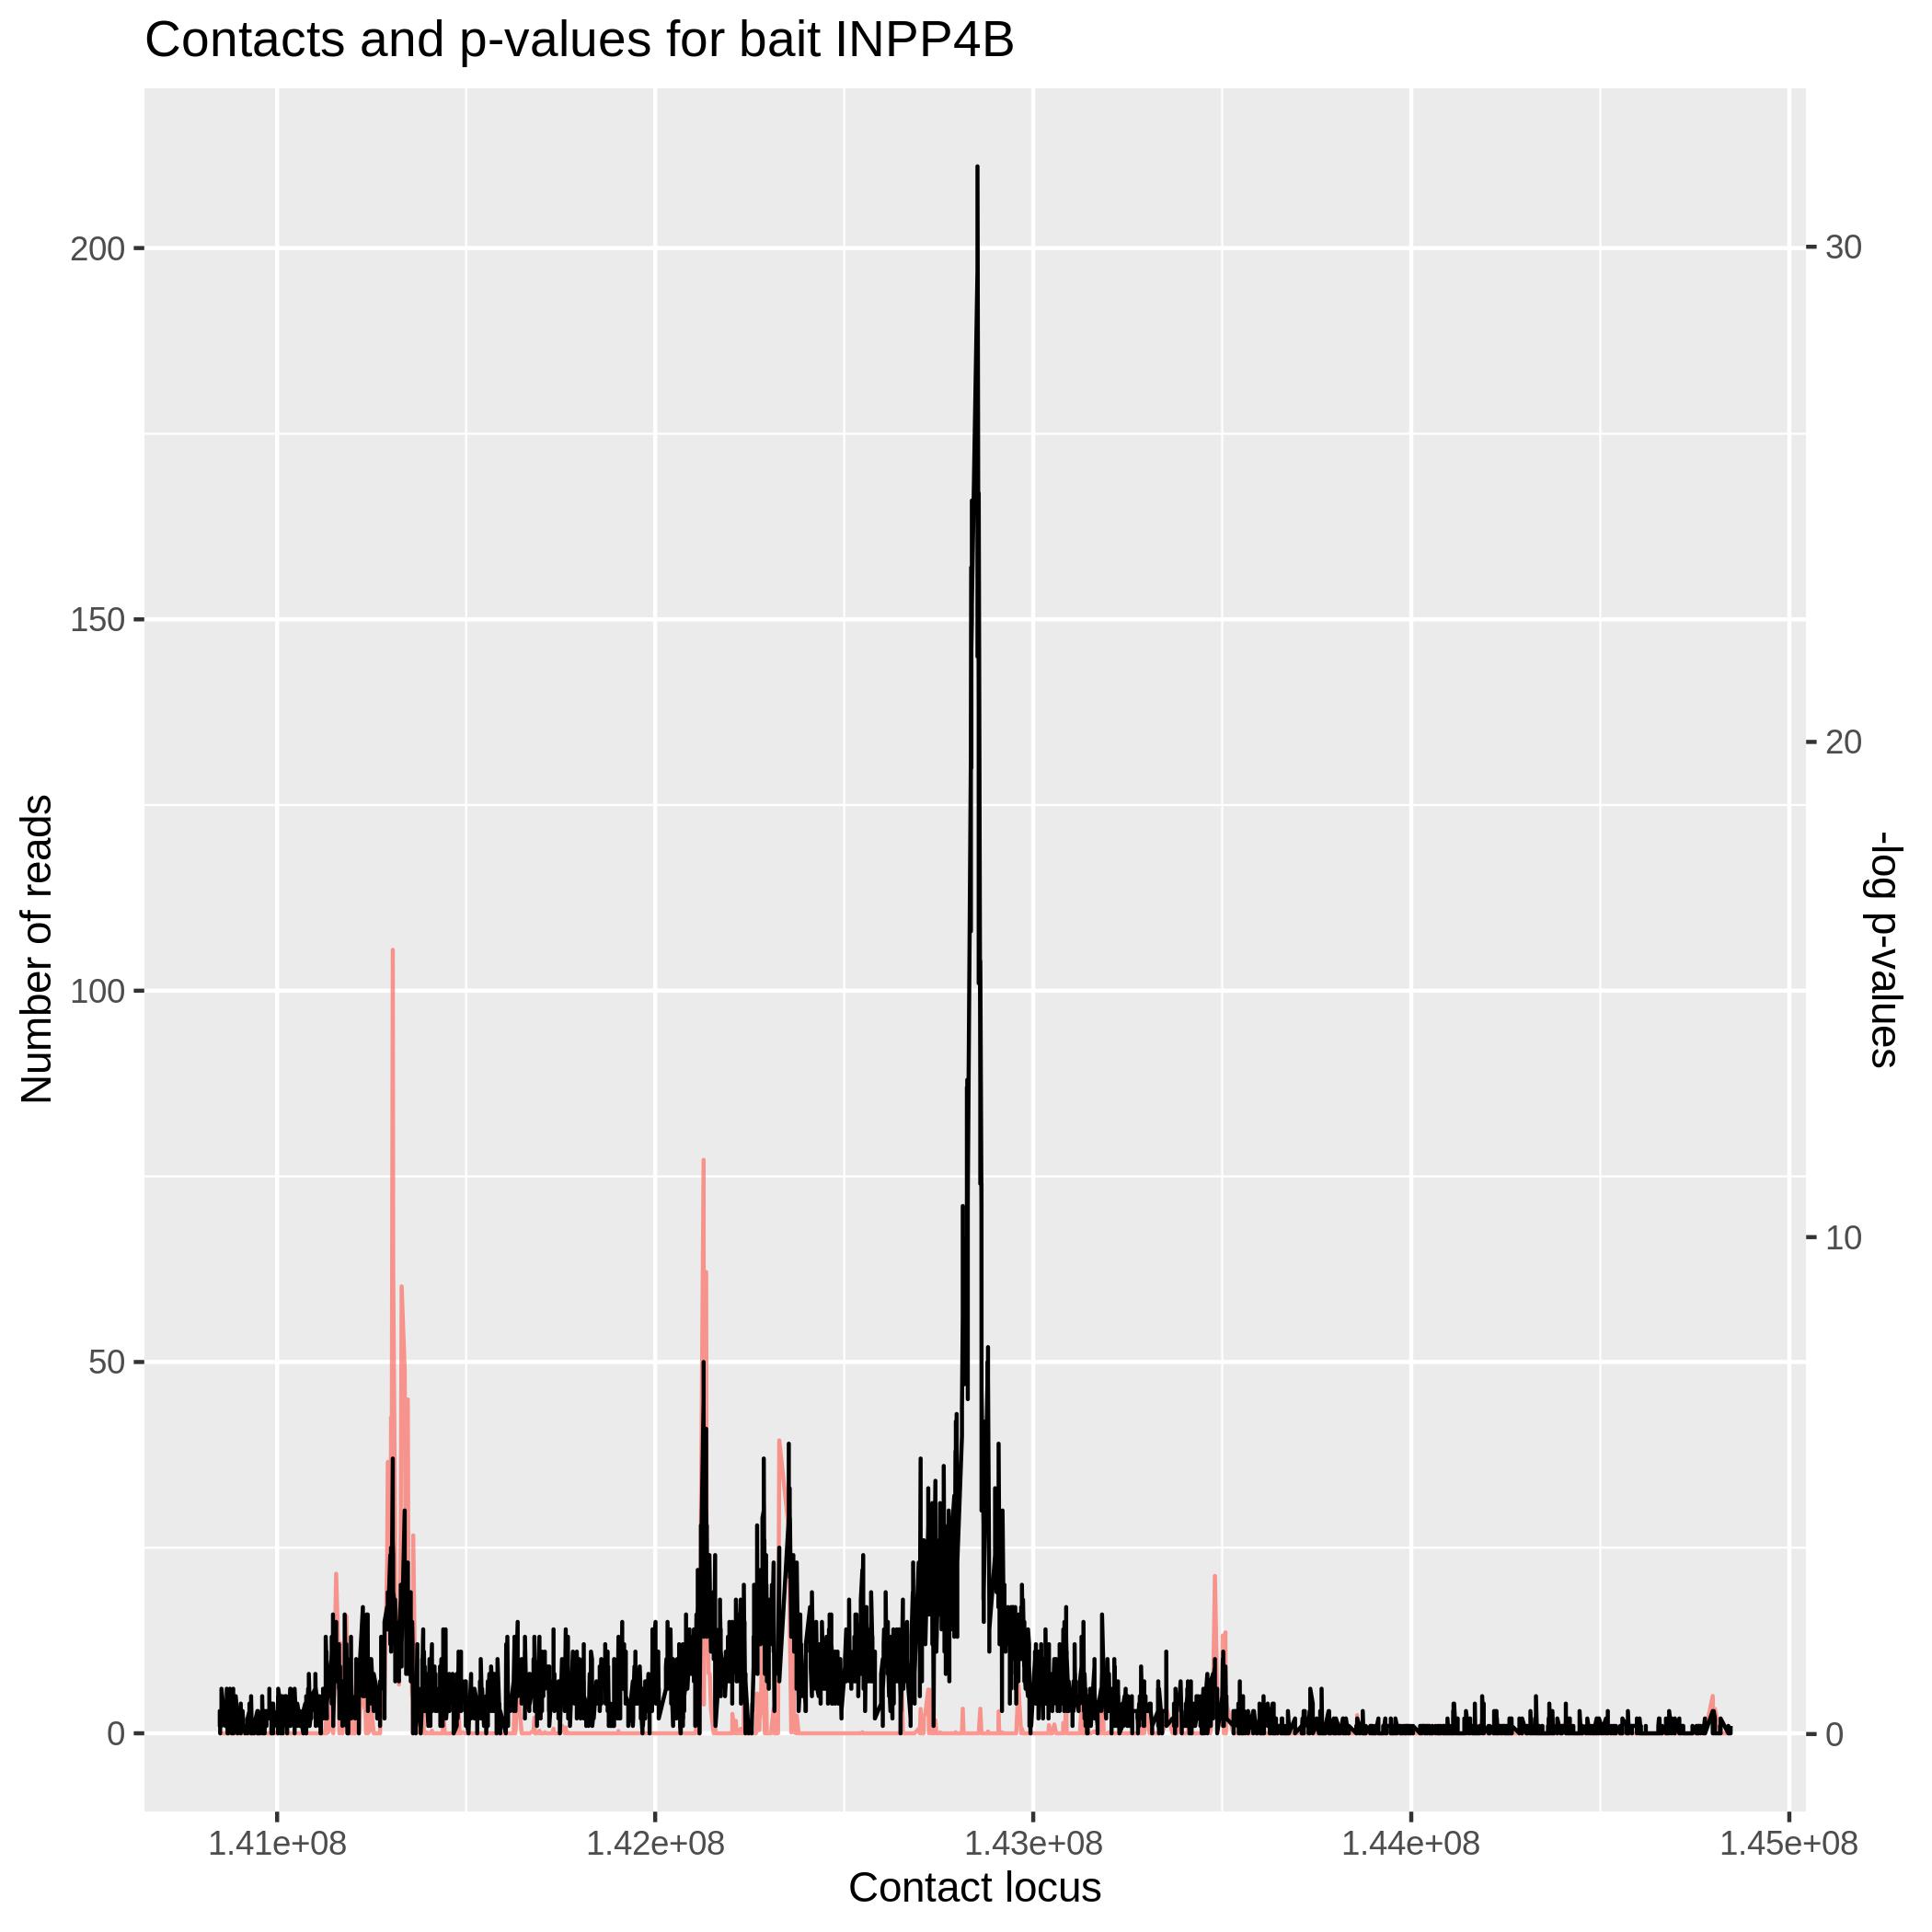 Contacts and p-values for bait INPP4B
200
150
100
50
0
Number of reads
30
20
10
0
-log p-values
1.41e+08
1.42e+08
1.43e+08
1.44e+08
1.45e+08
Contact locus